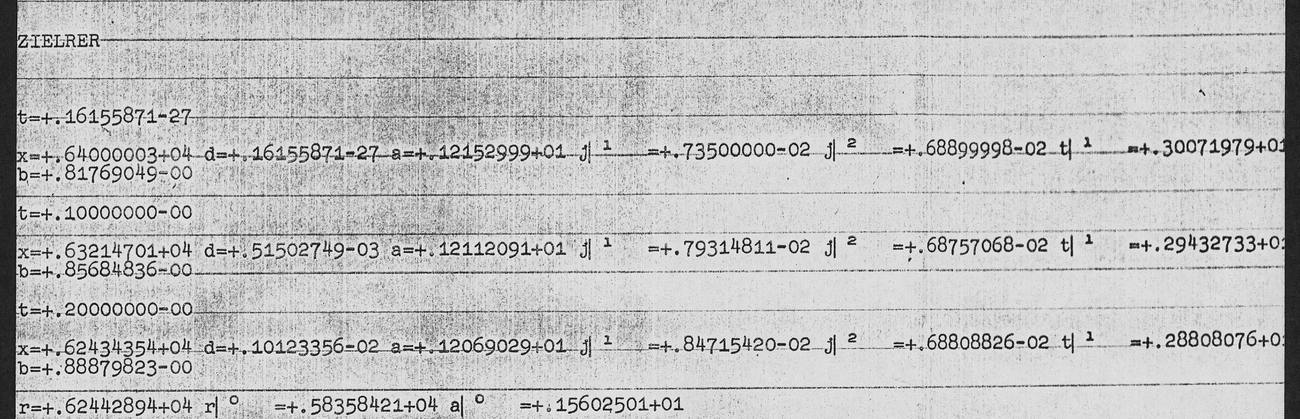 ZIELRER
t=+.16155871-27
x=+.64000003+04 d=+.16155871-27 a=+.12152999+01 j| ¹ =+.73500000-02 j| ² =+.68899998-02 t| ¹ =+.30071979+01
b=+.81769049-00
t=+.10000000-00
x=+.63214701+04 d=+.51502749-03 a=+.12112091+01 j| ¹ =+.79314811-02 j| ² =+.68757068-02 t| ¹ =+.29432733+01
b=+.85684836-00
t=+.20000000-00
x=+.62434354+04 d=+.10123356-02 a=+.12069029+01 j| ¹ =+.84715420-02 j| ² =+.68808826-02 t| ¹ =+.28808076+01
b=+.88879823-00
r=+.62442894+04 r| ⁰ =+.58358421+04 a| ⁰ =+.15602501+01